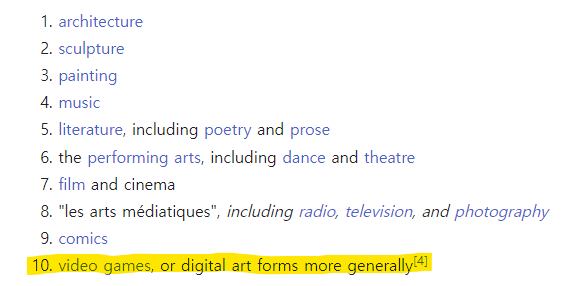 1. architecture
2. sculpture
3. painting
4. music
5. literature, including poetry and prose
6. the performing arts, including dance and theatre
7. film and cinema
8. "les arts médiatiques", including radio, television, and photography
9. comics
10. video games, or digital art forms more generally[4]